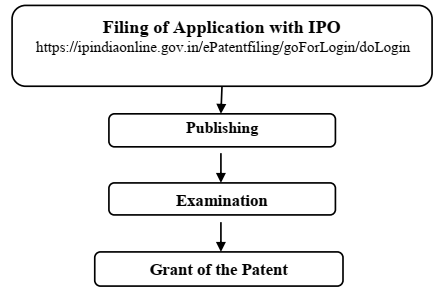 Filing of Application with IPO
https://ipindiaonline.gov.in/ePatentfiling/goForLogin/doLogin
Publishing
Examination
Grant of the Patent